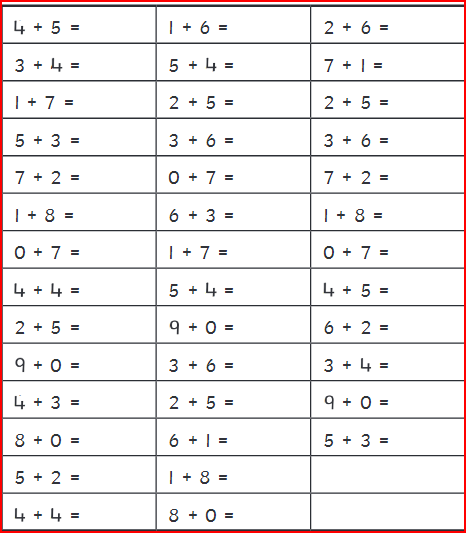 4 + 5 = 1 + 6 = 2 + 6 =
3 + 4 = 5 + 4 = 7 + 1 =
1 + 7 = 2 + 5 = 2 + 5 =
5 + 3 = 3 + 6 = 3 + 6 =
7 + 2 = 0 + 7 = 7 + 2 =
1 + 8 = 6 + 3 = 1 + 8 =
0 + 7 = 1 + 7 = 0 + 7 =
4 + 4 = 5 + 4 = 4 + 5 =
2 + 5 = 9 + 0 = 6 + 2 =
9 + 0 = 3 + 6 = 3 + 4 =
4 + 3 = 2 + 5 = 9 + 0 =
8 + 0 = 6 + 1 = 5 + 3 =
5 + 2 = 1 + 8 =
4 + 4 = 8 + 0 =